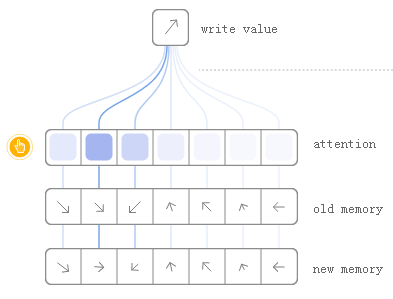 write value
attention
old memory
new memory